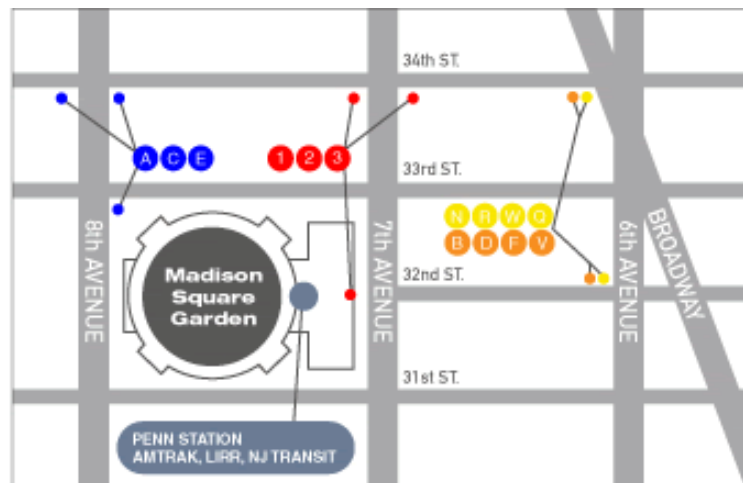 34th ST.
A C E
1 2 3
33rd ST.
N R W Q
B D F V
8th AVENUE
7th AVENUE
6th AVENUE
BROADWAY
Madison
Square
Garden
32nd ST.
31st ST.
PENN STATION
AMTRAK, LIRR, NJ TRANSIT